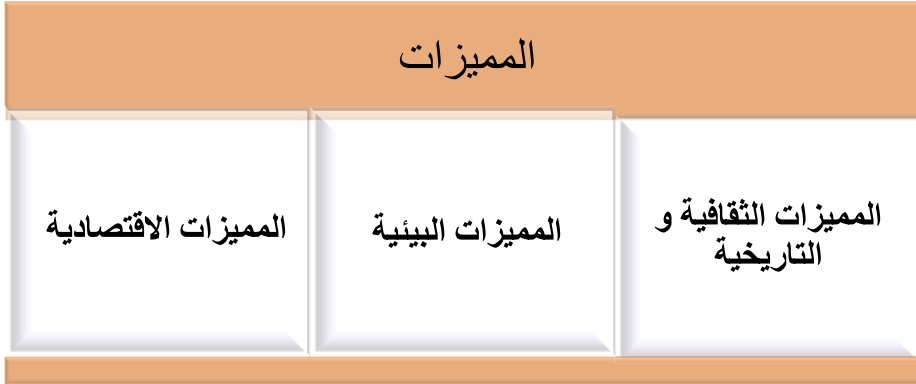 المميزات
المميزات الثقافية و
التاريخية
المميزات البيئية
المميزات الاقتصادية